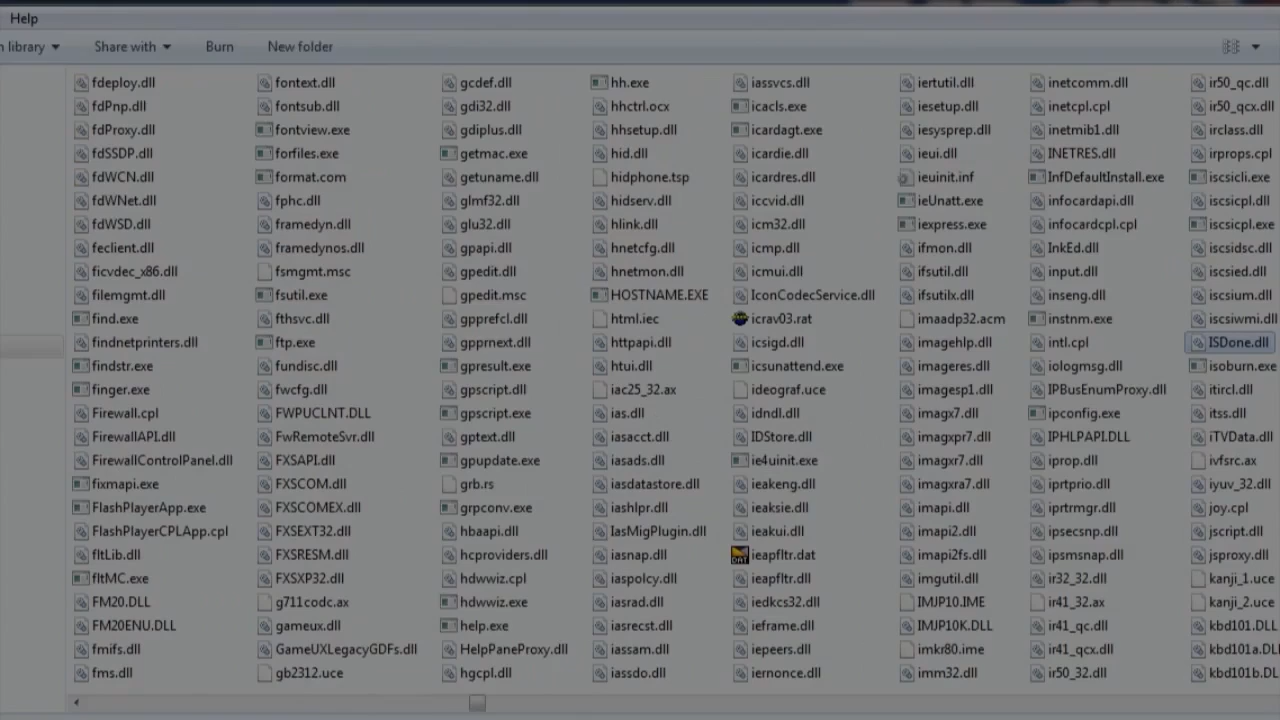 Help
n library Share with Burn New folder
fdeploy.dll fontext.dll gcdef.dll hh.exe iassvcs.dll iertutil.dll inetcomm.dll ir50_qc.dll
fdPnp.dll fontsub.dll gdi32.dll hhctrl.ocx icacls.exe iesetup.dll inetcpl.cpl ir50_qcx.dll
fdProxy.dll fontview.exe gdiplus.dll hhsetup.dll icardagt.exe iesysprep.dll inetmib1.dll irclass.dll
fdSSDP.dll forfiles.exe getmac.exe hid.dll icardie.dll ieui.dll INETRES.dll irprops.cpl
fdWCN.dll format.com getuname.dll hidphone.tsp icardres.dll ieuinit.inf InfDefaultInstall.exe iscsicli.exe
fdWNet.dll fphc.dll glmf32.dll hidserv.dll iccvid.dll ieUnatt.exe infocardapi.dll iscsicpl.dll
fdWSD.dll framedyn.dll glu32.dll hlink.dll icm32.dll iexpress.exe infocardcpl.cpl iscsicpl.exe
feclient.dll framedynos.dll gpapi.dll hnetcfg.dll icmp.dll ifmon.dll InkEd.dll iscsidsc.dll
ficvdec_x86.dll fsmgmt.msc gpedit.dll hnetmon.dll icmui.dll ifsutil.dll input.dll iscsied.dll
filemgmt.dll fsutil.exe gpedit.msc HOSTNAME.EXE IconCodecService.dll ifsutilx.dll inseng.dll iscsium.dll
find.exe fthsvc.dll gpprefcl.dll html.iec icrav03.rat imaadp32.acm instnm.exe iscsiwmi.dll
findnetprinters.dll ftp.exe gpprnext.dll httpapi.dll icsigd.dll imagehlp.dll intl.cpl ISDone.dll
findstr.exe fundisc.dll gpresult.exe htui.dll icsunattend.exe imageres.dll iologmsg.dll isoburn.exe
finger.exe fwcfg.dll gpscript.dll iac25_32.ax ideograf.uce imagesp1.dll IPBusEnumProxy.dll itircl.dll
Firewall.cpl FWPUCLNT.DLL gpscript.exe ias.dll idndl.dll imagx7.dll ipconfig.exe itss.dll
FirewallAPI.dll FwRemoteSvr.dll gptext.dll iasacct.dll IDStore.dll imagxpr7.dll IPHLPAPI.DLL iTVData.dll
FirewallControlPanel.dll FXSAPI.dll gpupdate.exe iasads.dll ie4uinit.exe imagxr7.dll iprop.dll ivfsrc.ax
fixmapi.exe FXSCOM.dll grb.rs iasdatastore.dll ieakeng.dll imagxra7.dll iprtprio.dll iyuv_32.dll
FlashPlayerApp.exe FXSCOMEX.dll grpconv.exe iashlpr.dll ieaksie.dll imapi.dll iprtrmgr.dll joy.cpl
FlashPlayerCPLApp.cpl FXSEXT32.dll hbaapi.dll IasMigPlugin.dll ieakui.dll imapi2.dll ipsecsnp.dll jscript.dll
fltLib.dll FXSRESM.dll hcproviders.dll iasnap.dll ieapfltr.dat imapi2fs.dll ipsmsnap.dll jsproxy.dll
fltMC.exe FXSXP32.dll hdwwiz.cpl iaspolcy.dll ieapfltr.dll imgutil.dll ir32_32.dll kanji_1.uce
FM20.DLL g711codc.ax hdwwiz.exe iasrad.dll iedkcs32.dll IMJP10.IME ir41_32.ax kanji_2.uce
FM20ENU.DLL gameux.dll help.exe iasrecst.dll ieframe.dll IMJP10K.DLL ir41_qc.dll kbd101.DLL
fmifs.dll GameUXLegacyGDFs.dll HelpPaneProxy.dll iassam.dll iepeers.dll imkr80.ime ir41_qcx.dll kbd101a.DL
fms.dll gb2312.uce hgcpl.dll iassdo.dll iernonce.dll imm32.dll ir50_32.dll kbd101b.DL